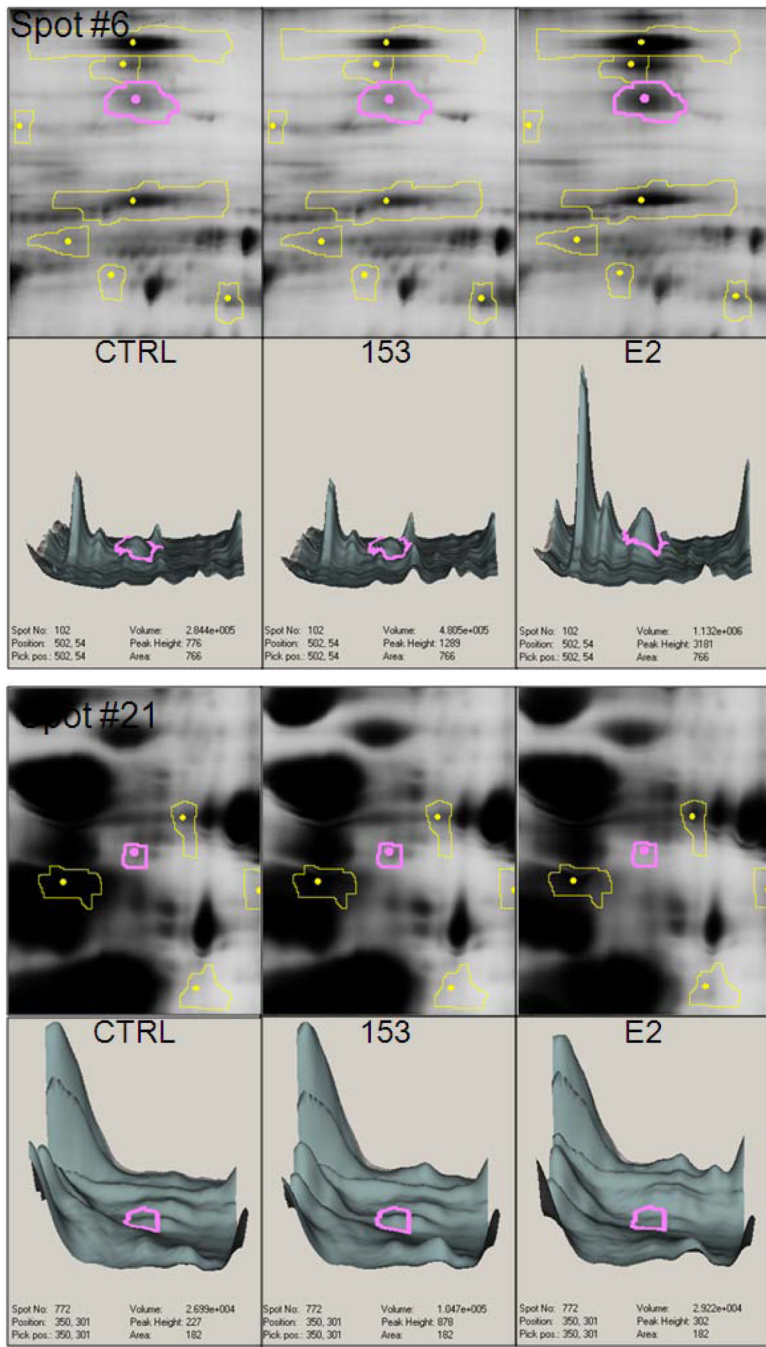 Spot #6
CTRL 153 E2
Spot No: 102 Volume: 2.844e+005 Spot No: 102 Volume: 4.805e+005 Spot No: 102 Volume: 1.132e+006
Position: 502, 54 Peak Height: 776 Position: 502, 54 Peak Height: 1289 Position: 502, 54 Peak Height: 3181
Pick pos.: 502, 54 Area: 766 Pick pos.: 502, 54 Area: 766 Pick pos.: 502, 54 Area: 766
Spot #21
CTRL 153 E2
Spot No: 772 Volume: 2.699e+004 Spot No: 772 Volume: 1.047e+005 Spot No: 772 Volume: 2.922e+004
Position: 350, 301 Peak Height: 227 Position: 350, 301 Peak Height: 878 Position: 350, 301 Peak Height: 302
Pick pos.: 350, 301 Area: 182 Pick pos.: 350, 301 Area: 182 Pick pos.: 350, 301 Area: 182